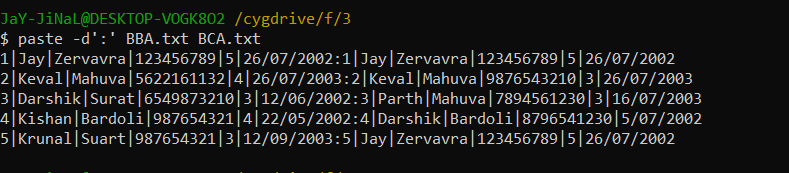 JaY-JiNaL@DESKTOP-VOGK8O2 /cygdrive/f/3
$ paste -d':' BBA.txt BCA.txt
1|Jay|Zervavra|123456789|5|26/07/2002:1|Jay|Zervavra|123456789|5|26/07/2002
2|Keval|Mahuva|5622161132|4|26/07/2003:2|Keval|Mahuva|9876543210|3|26/07/2003
3|Darshik|Surat|6549873210|3|12/06/2002:3|Parth|Mahuva|7894561230|3|16/07/2003
4|Kishan|Bardoli|987654321|4|22/05/2002:4|Darshik|Bardoli|8796541230|5/07/2002
5|Krunal|Suart|987654321|3|12/09/2003:5|Jay|Zervavra|123456789|5|26/07/2002